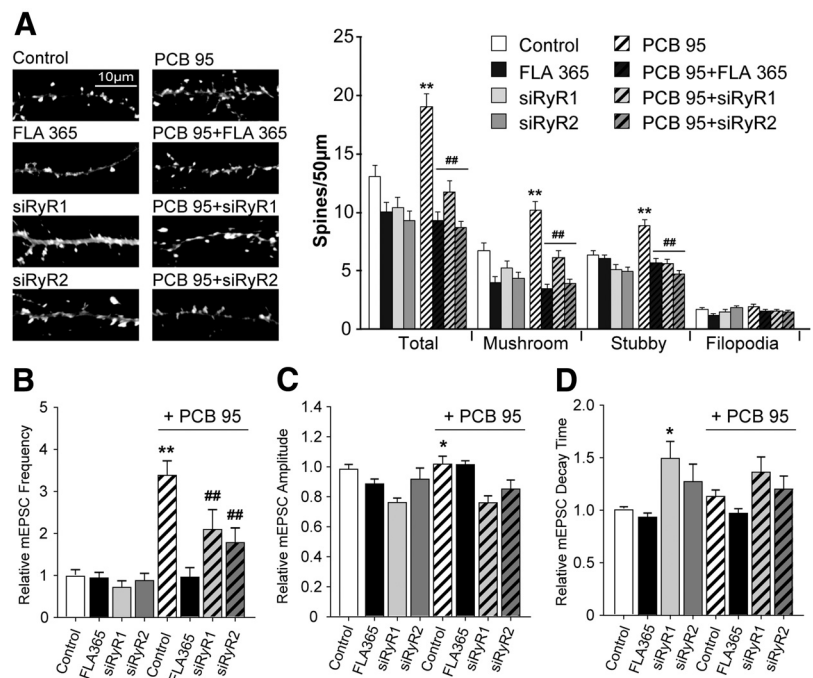 A
Control
PCB 95
10μm
FLA 365
PCB 95+FLA 365
siRyR1
PCB 95+siRyR1
siRyR2
PCB 95+siRyR2
Spines/50μm
25
20
15
10
5
0
Control
FLA 365
siRyR1
siRyR2
PCB 95
PCB 95+FLA 365
PCB 95+siRyR1
PCB 95+siRyR2
**
##
**
##
**
##
Total
Mushroom
Stubby
Filopodia
B
Relative mEPSC Frequency
5
4
3
2
1
0
+ PCB 95
**
##
##
Control
FLA365
siRyR1
siRyR2
Control
FLA365
siRyR1
siRyR2
C
Relative mEPSC Amplitude
1.4
1.2
1.0
0.8
0.6
0.4
0.2
0
+ PCB 95
*
Control
FLA365
siRyR1
siRyR2
Control
FLA365
siRyR1
siRyR2
D
Relative mEPSC Decay Time
2.0
1.5
1.0
0.5
0.0
+ PCB 95
*
Control
FLA365
siRyR1
siRyR2
Control
FLA365
siRyR1
siRyR2